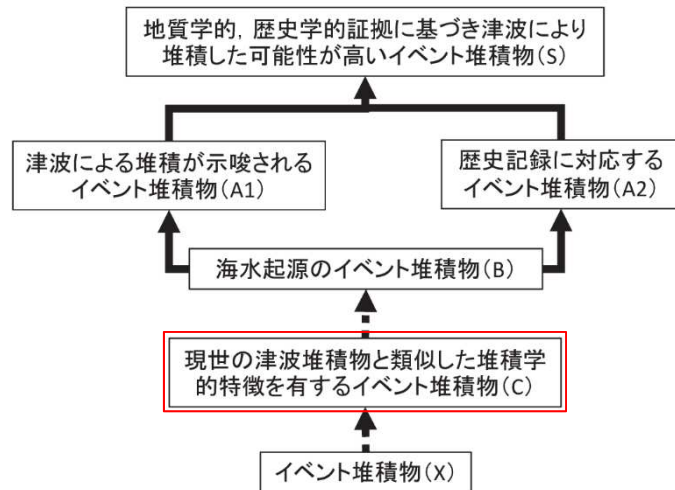 地質学的，歴史学的証拠に基づき津波により
堆積した可能性が高いイベント堆積物(S)
津波による堆積が示唆される
イベント堆積物(A1)
歴史記録に対応する
イベント堆積物(A2)
海水起源のイベント堆積物(B)
現世の津波堆積物と類似した堆積学
的特徴を有するイベント堆積物(C)
イベント堆積物(X)